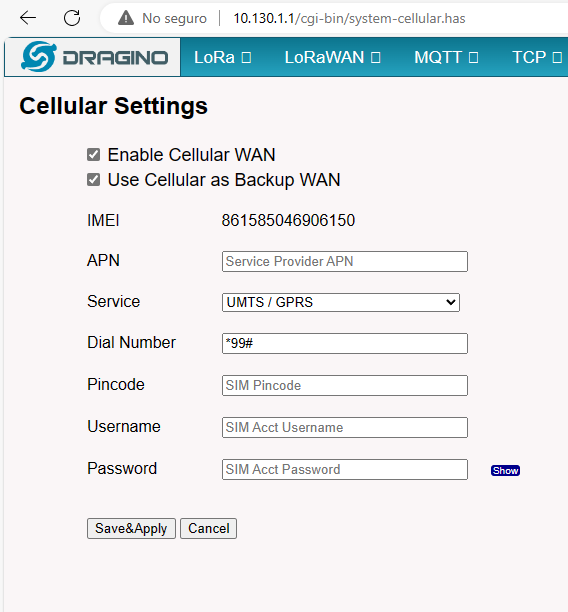 No seguro 10.130.1.1/cgi-bin/system-cellular.has
DRAGINO LoRa LoRaWAN MQTT TCP
Cellular Settings
Enable Cellular WAN
Use Cellular as Backup WAN
IMEI 861585046906150
APN Service Provider APN
Service UMTS / GPRS
Dial Number *99#
Pincode SIM Pincode
Username SIM Acct Username
Password SIM Acct Password Show
Save&Apply Cancel